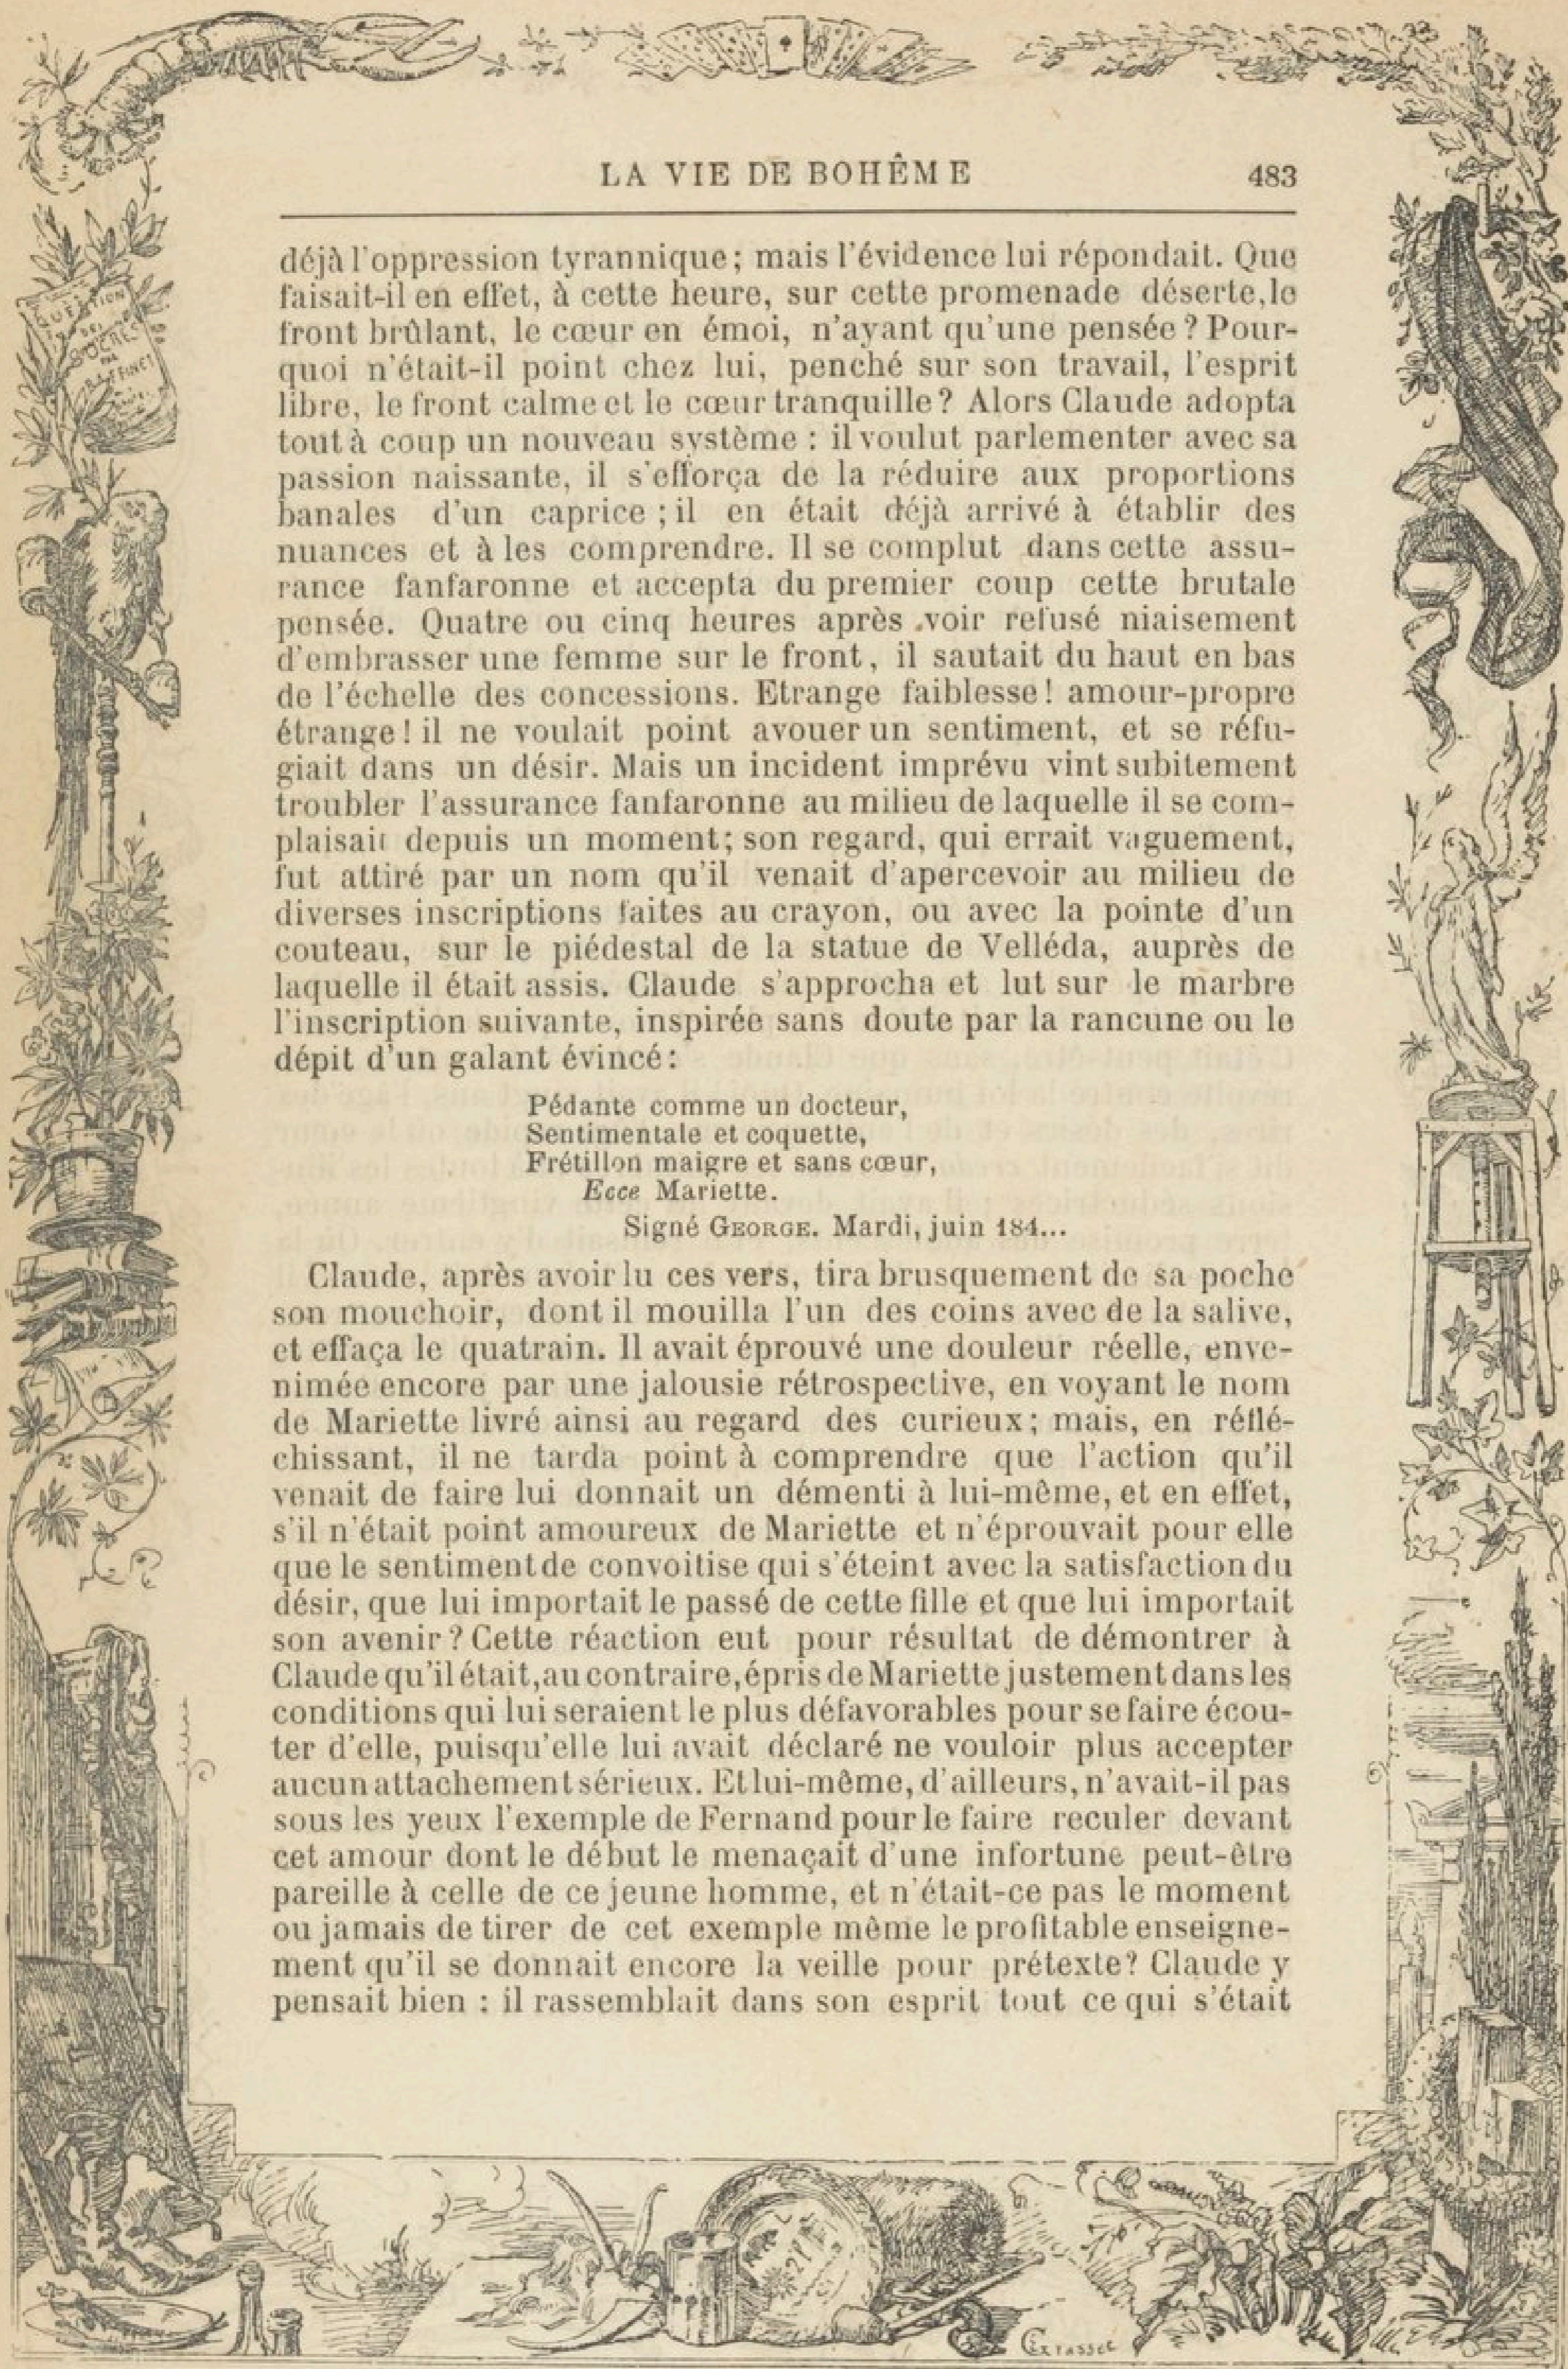 LA VIE DE BOHÊME 483
déjà l'oppression tyrannique; mais l'évidence lui répondait. Que
faisait-il en effet, à cette heure, sur cette promenade déserte, le
front brûlant, le cœur en émoi, n'ayant qu'une pensée? Pour-
quoi n'était-il point chez lui, penché sur son travail, l'esprit
libre, le front calme et le cœur tranquille? Alors Claude adopta
tout à coup un nouveau système : il voulut parlementer avec sa
passion naissante, il s'efforça de la réduire aux proportions
banales d'un caprice ; il en était déjà arrivé à établir des
nuances et à les comprendre. Il se complut dans cette assu-
rance fanfaronne et accepta du premier coup cette brutale
pensée. Quatre ou cinq heures après .voir refusé niaisement
d'embrasser une femme sur le front, il sautait du haut en bas
de l'échelle des concessions. Etrange faiblesse! amour-propre
étrange! il ne voulait point avouer un sentiment, et se réfu-
giait dans un désir. Mais un incident imprévu vint subitement
troubler l'assurance fanfaronne au milieu de laquelle il se com-
plaisait depuis un moment; son regard, qui errait vaguement,
fut attiré par un nom qu'il venait d'apercevoir au milieu de
diverses inscriptions faites au crayon, ou avec la pointe d'un
couteau, sur le piédestal de la statue de Velléda, auprès de
laquelle il était assis. Claude s'approcha et lut sur le marbre
l'inscription suivante, inspirée sans doute par la rancune ou le
dépit d'un galant évincé:
Pédante comme un docteur,
Sentimentale et coquette,
Frétillon maigre et sans cœur,
Ecce Mariette.
Signé GEORGE. Mardi, juin 184...
Claude, après avoir lu ces vers, tira brusquement de sa poche
son mouchoir, dont il mouilla l'un des coins avec de la salive,
et effaça le quatrain. Il avait éprouvé une douleur réelle, enve-
nimée encore par une jalousie rétrospective, en voyant le nom
de Mariette livré ainsi au regard des curieux; mais, en réflé-
chissant, il ne tarda point à comprendre que l'action qu'il
venait de faire lui donnait un démenti à lui-même, et en effet,
s'il n'était point amoureux de Mariette et n'éprouvait pour elle
que le sentiment de convoitise qui s'éteint avec la satisfaction du
désir, que lui importait le passé de cette fille et que lui importait
son avenir? Cette réaction eut pour résultat de démontrer à
Claude qu'il était, au contraire, épris de Mariette justement dans les
conditions qui lui seraient le plus défavorables pour se faire écou-
ter d'elle, puisqu'elle lui avait déclaré ne vouloir plus accepter
aucun attachement sérieux. Et lui-même, d'ailleurs, n'avait-il pas
sous les yeux l'exemple de Fernand pour le faire reculer devant
cet amour dont le début le menaçait d'une infortune peut-être
pareille à celle de ce jeune homme, et n'était-ce pas le moment
ou jamais de tirer de cet exemple même le profitable enseigne-
ment qu'il se donnait encore la veille pour prétexte? Claude y
pensait bien : il rassemblait dans son esprit tout ce qui s'était